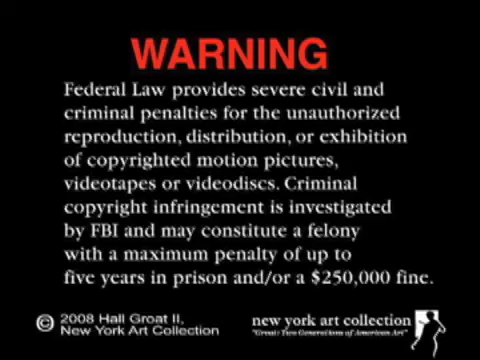 WARNING
Federal Law provides severe civil and
criminal penalties for the unauthorized
reproduction, distribution, or exhibition
of copyrighted motion pictures,
videotapes or videodiscs. Criminal
copyright infringement is investigated
by FBI and may constitute a felony
with a maximum penalty of up to
five years in prison and/or a $250,000 fine.
© 2008 Hall Groat II,
New York Art Collection
new york art collection
"Great: Two Generations of American Art"